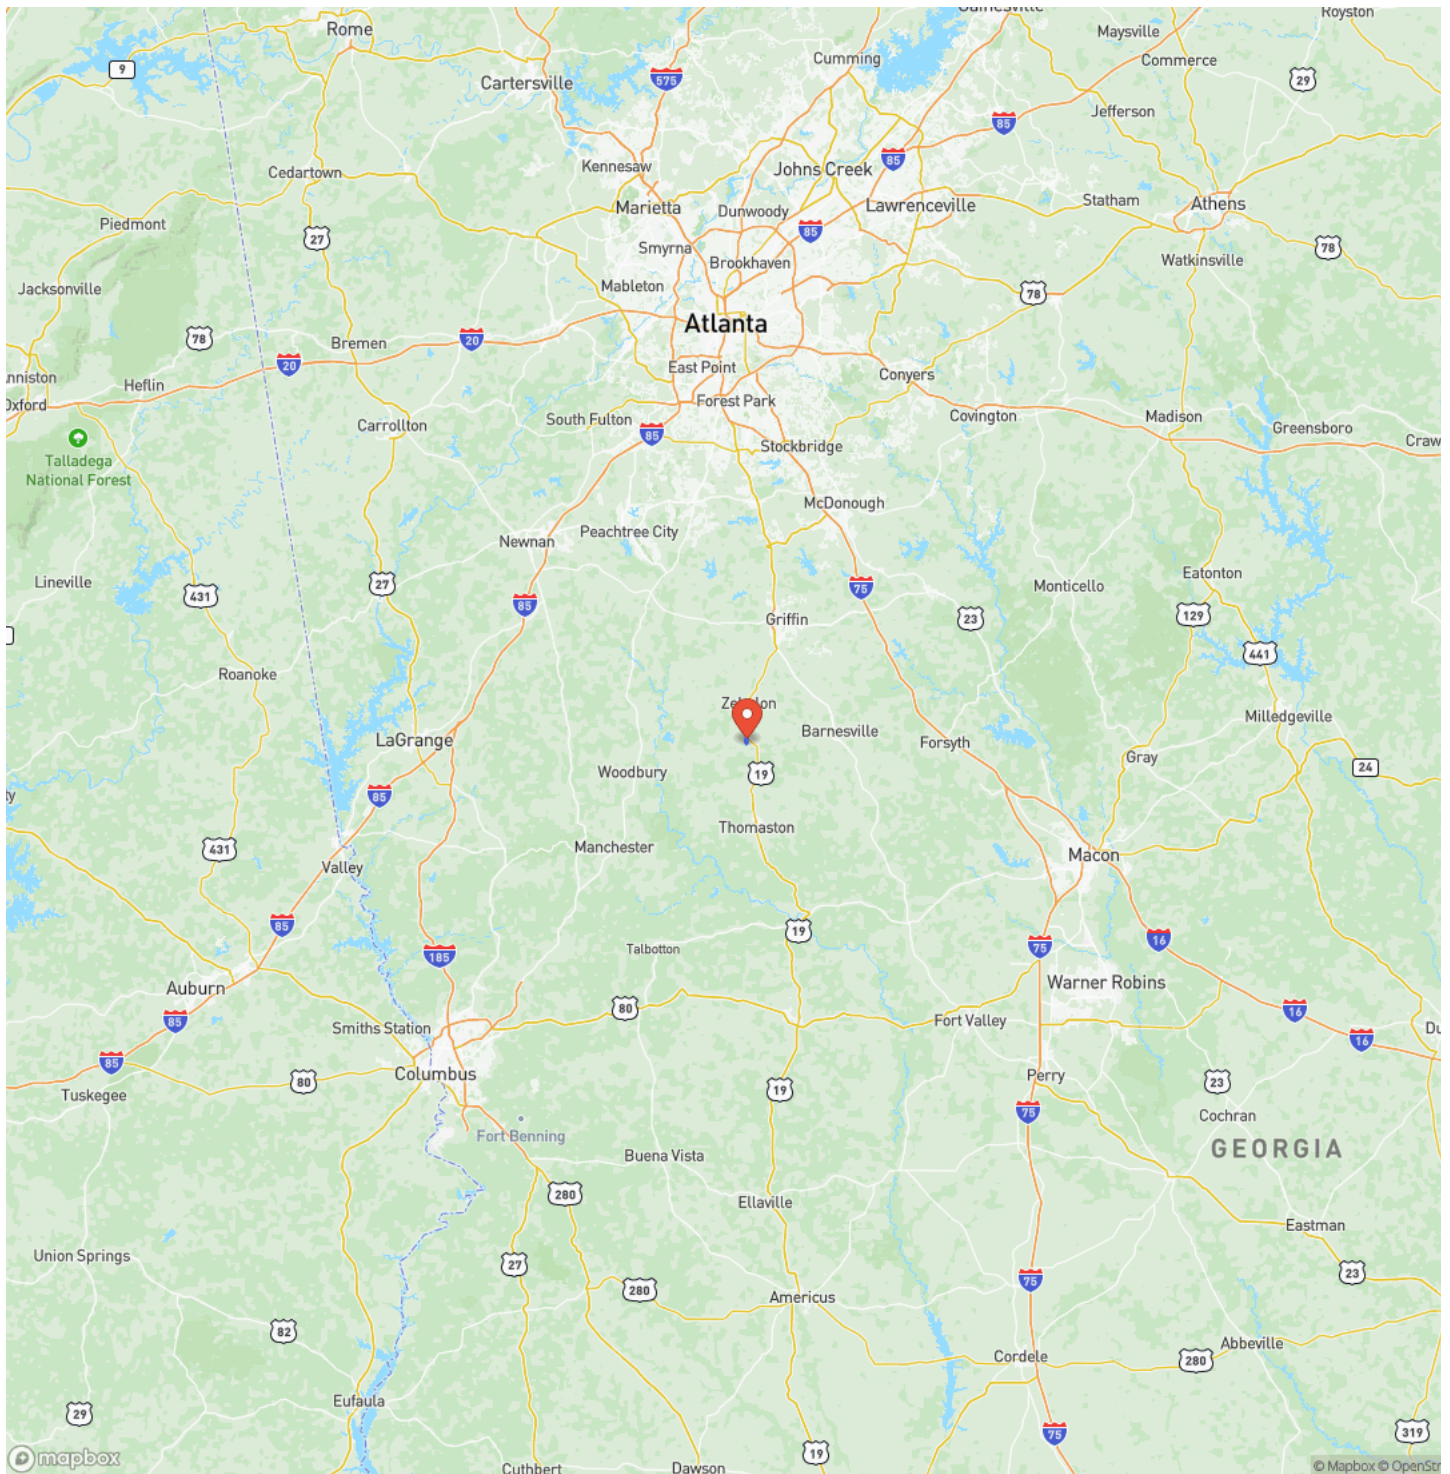 Rome
Royston
Maysville
9
Cumming
Commerce
575
Cartersville
29
85
Jefferson
85
Kennesaw
Johns Creek
Cedartown
Statham
Marietta
Dunwoody
Lawrenceville
Athens
Piedmont
27
85
Smyrna
78
Brookhaven
Watkinsville
Mableton
Jacksonville
78
Atlanta
78
20
Bremen
20
East Point
Conyers
Heflin
Forest Park
Oxford
South Fulton
Covington
Madison
Carrollton
85
Greensboro
Stockbridge
Talladega
National Forest
McDonough
Peachtree City
Newnan
Lineville
27
Eatonton
75
Monticello
431
85
129
23
Griffin
441
Roanoke
Milledgeville
Barnesville
LaGrange
Forsyth
Gray
24
Woodbury
19
85
Thomaston
Manchester
431
Macon
Valley
85
19
75
16
Talbotton
185
Auburn
Warner Robins
80
16
85
Smiths Station
Fort Valley
16
85
Columbus
80
Perry
23
19
Tuskegee
75
Cochran
Fort Benning
GEORGIA
Buena Vista
280
Ellaville
Eastman
Union Springs
27
23
75
280
Americus
82
Abbeville
Cordele
280
Eufaula
29
75
319
19
mapbox
© Mapbox © OpenStr
Cuthbert
Dawson